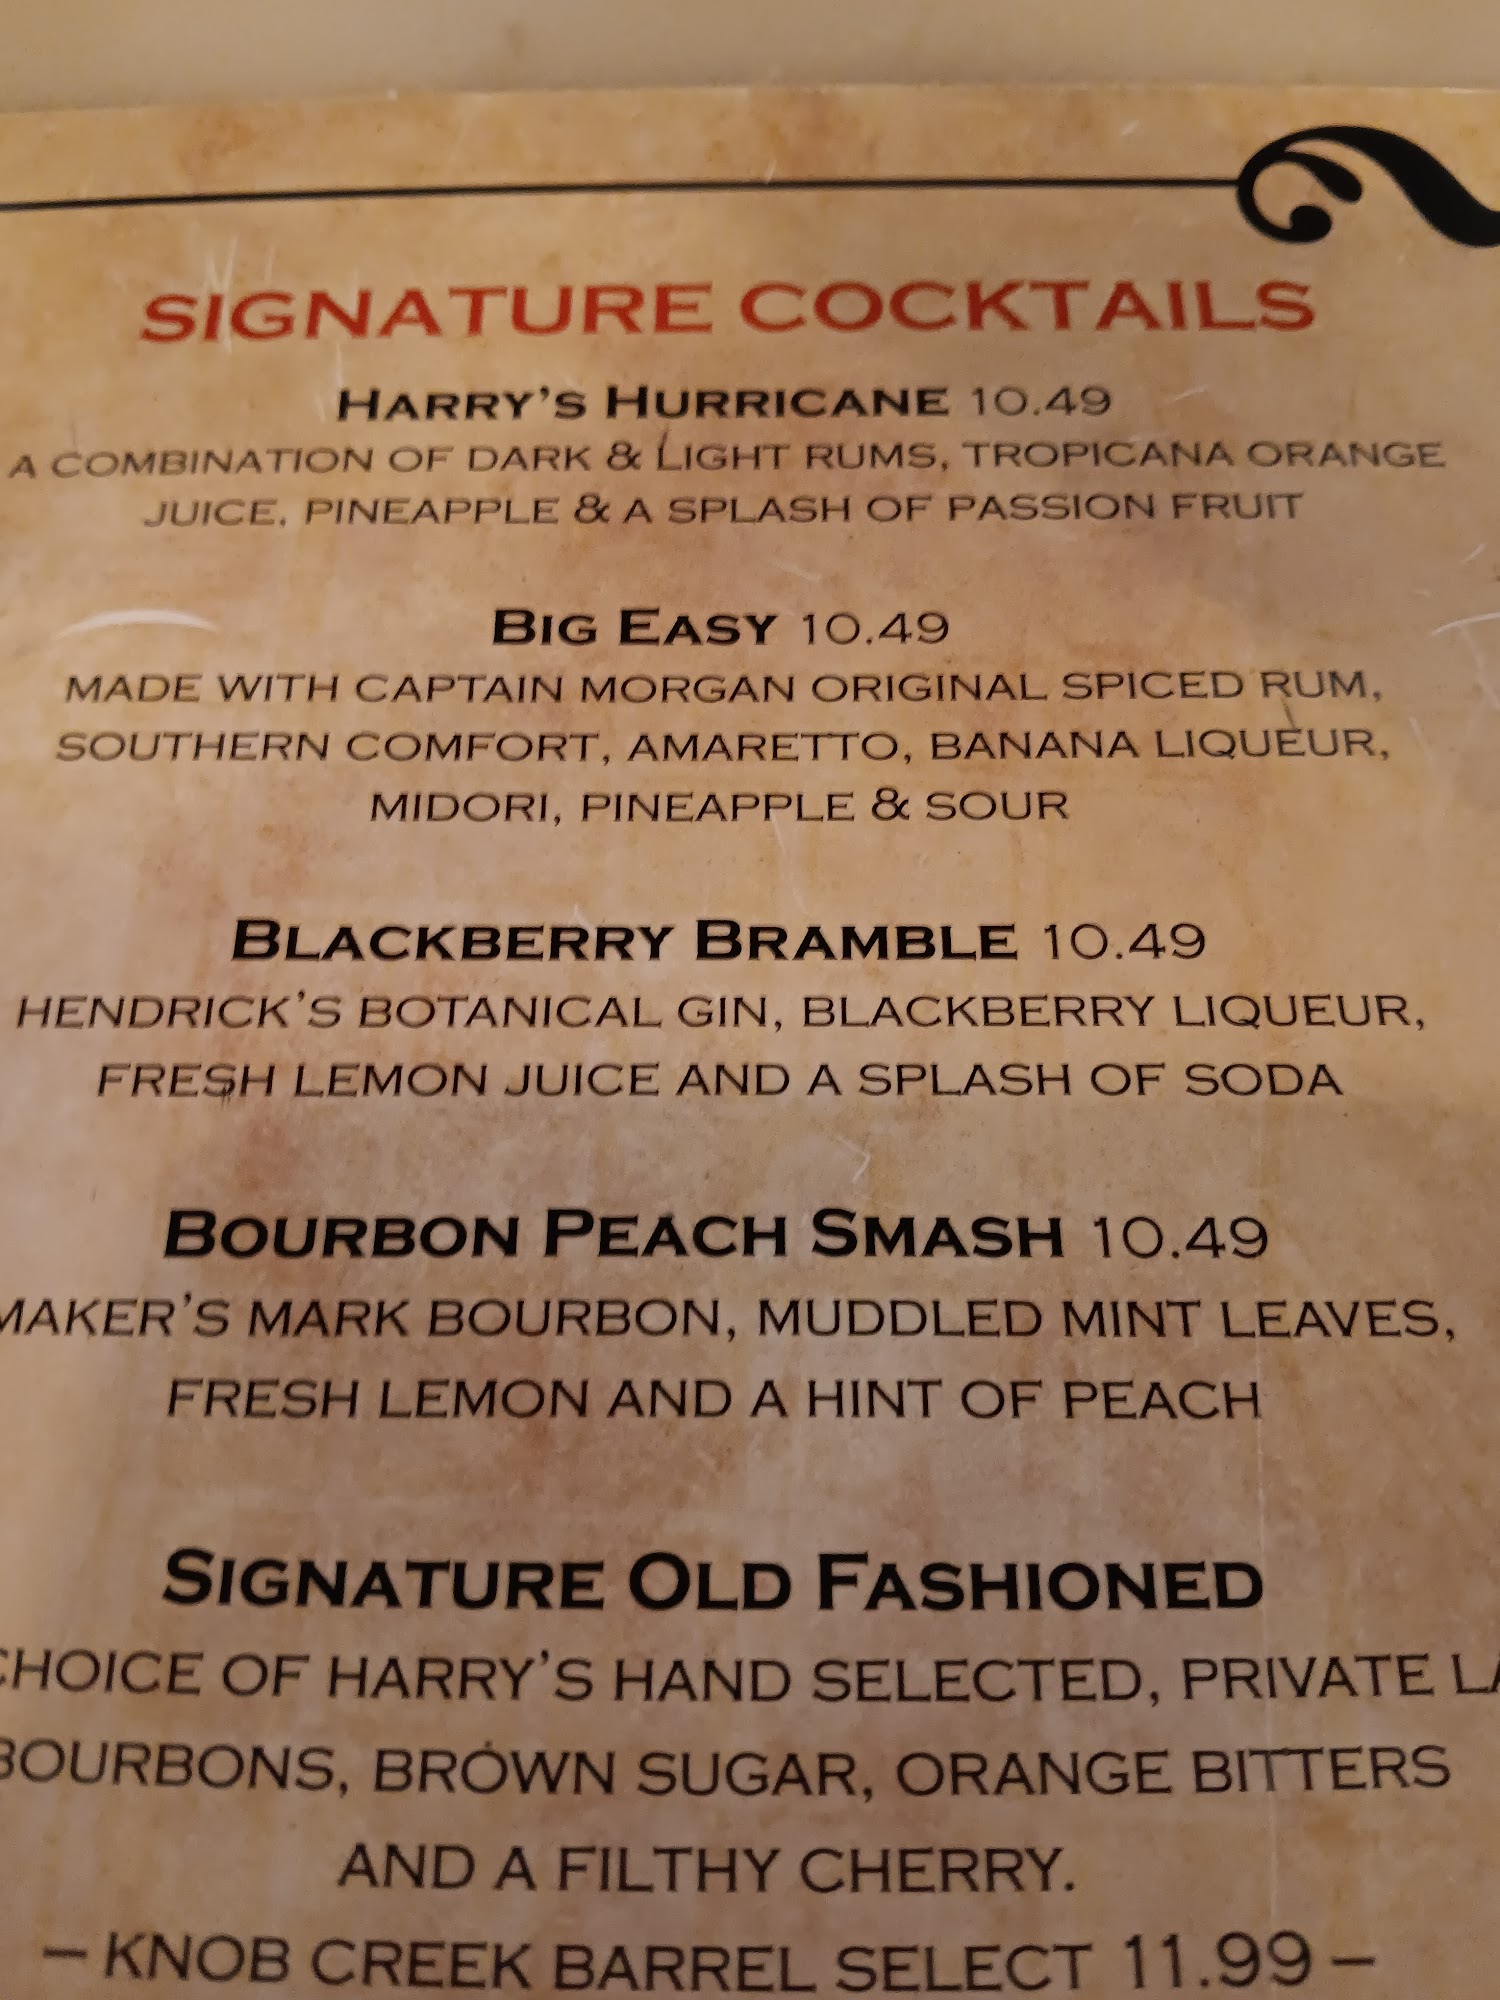 SIGNATURE COCKTAILS
HARRY'S HURRICANE 10.49
A COMBINATION OF DARK & LIGHT RUMS, TROPICANA ORANGE
JUICE, PINEAPPLE & A SPLASH OF PASSION FRUIT
BIG EASY 10.49
MADE WITH CAPTAIN MORGAN ORIGINAL SPICED RUM,
SOUTHERN COMFORT, AMARETTO, BANANA LIQUEUR,
MIDORI, PINEAPPLE & SOUR
BLACKBERRY BRAMBLE 10.49
HENDRICK'S BOTANICAL GIN, BLACKBERRY LIQUEUR,
FRESH LEMON JUICE AND A SPLASH OF SODA
BOURBON PEACH SMASH 10.49
MAKER'S MARK BOURBON, MUDDLED MINT LEAVES,
FRESH LEMON AND A HINT OF PEACH
SIGNATURE OLD FASHIONED
CHOICE OF HARRY'S HAND SELECTED, PRIVATE
BOURBONS, BROWN SUGAR, ORANGE BITTERS
AND A FILTHY CHERRY.
– KNOB CREEK BARREL SELECT 11.99 –